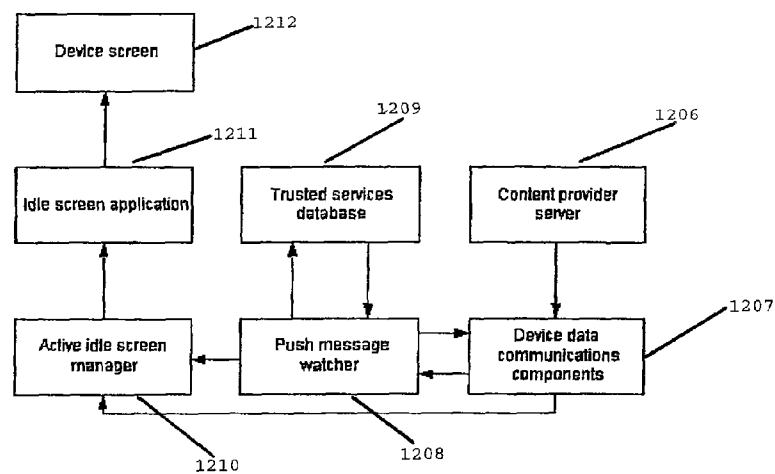 1212
Device screen
1211
1209
1206
Idle screen application
Trusted services
database
Content provider
server
1207
Active idle screen
manager
Push message
watcher
Device data
communications
components
1210
1208